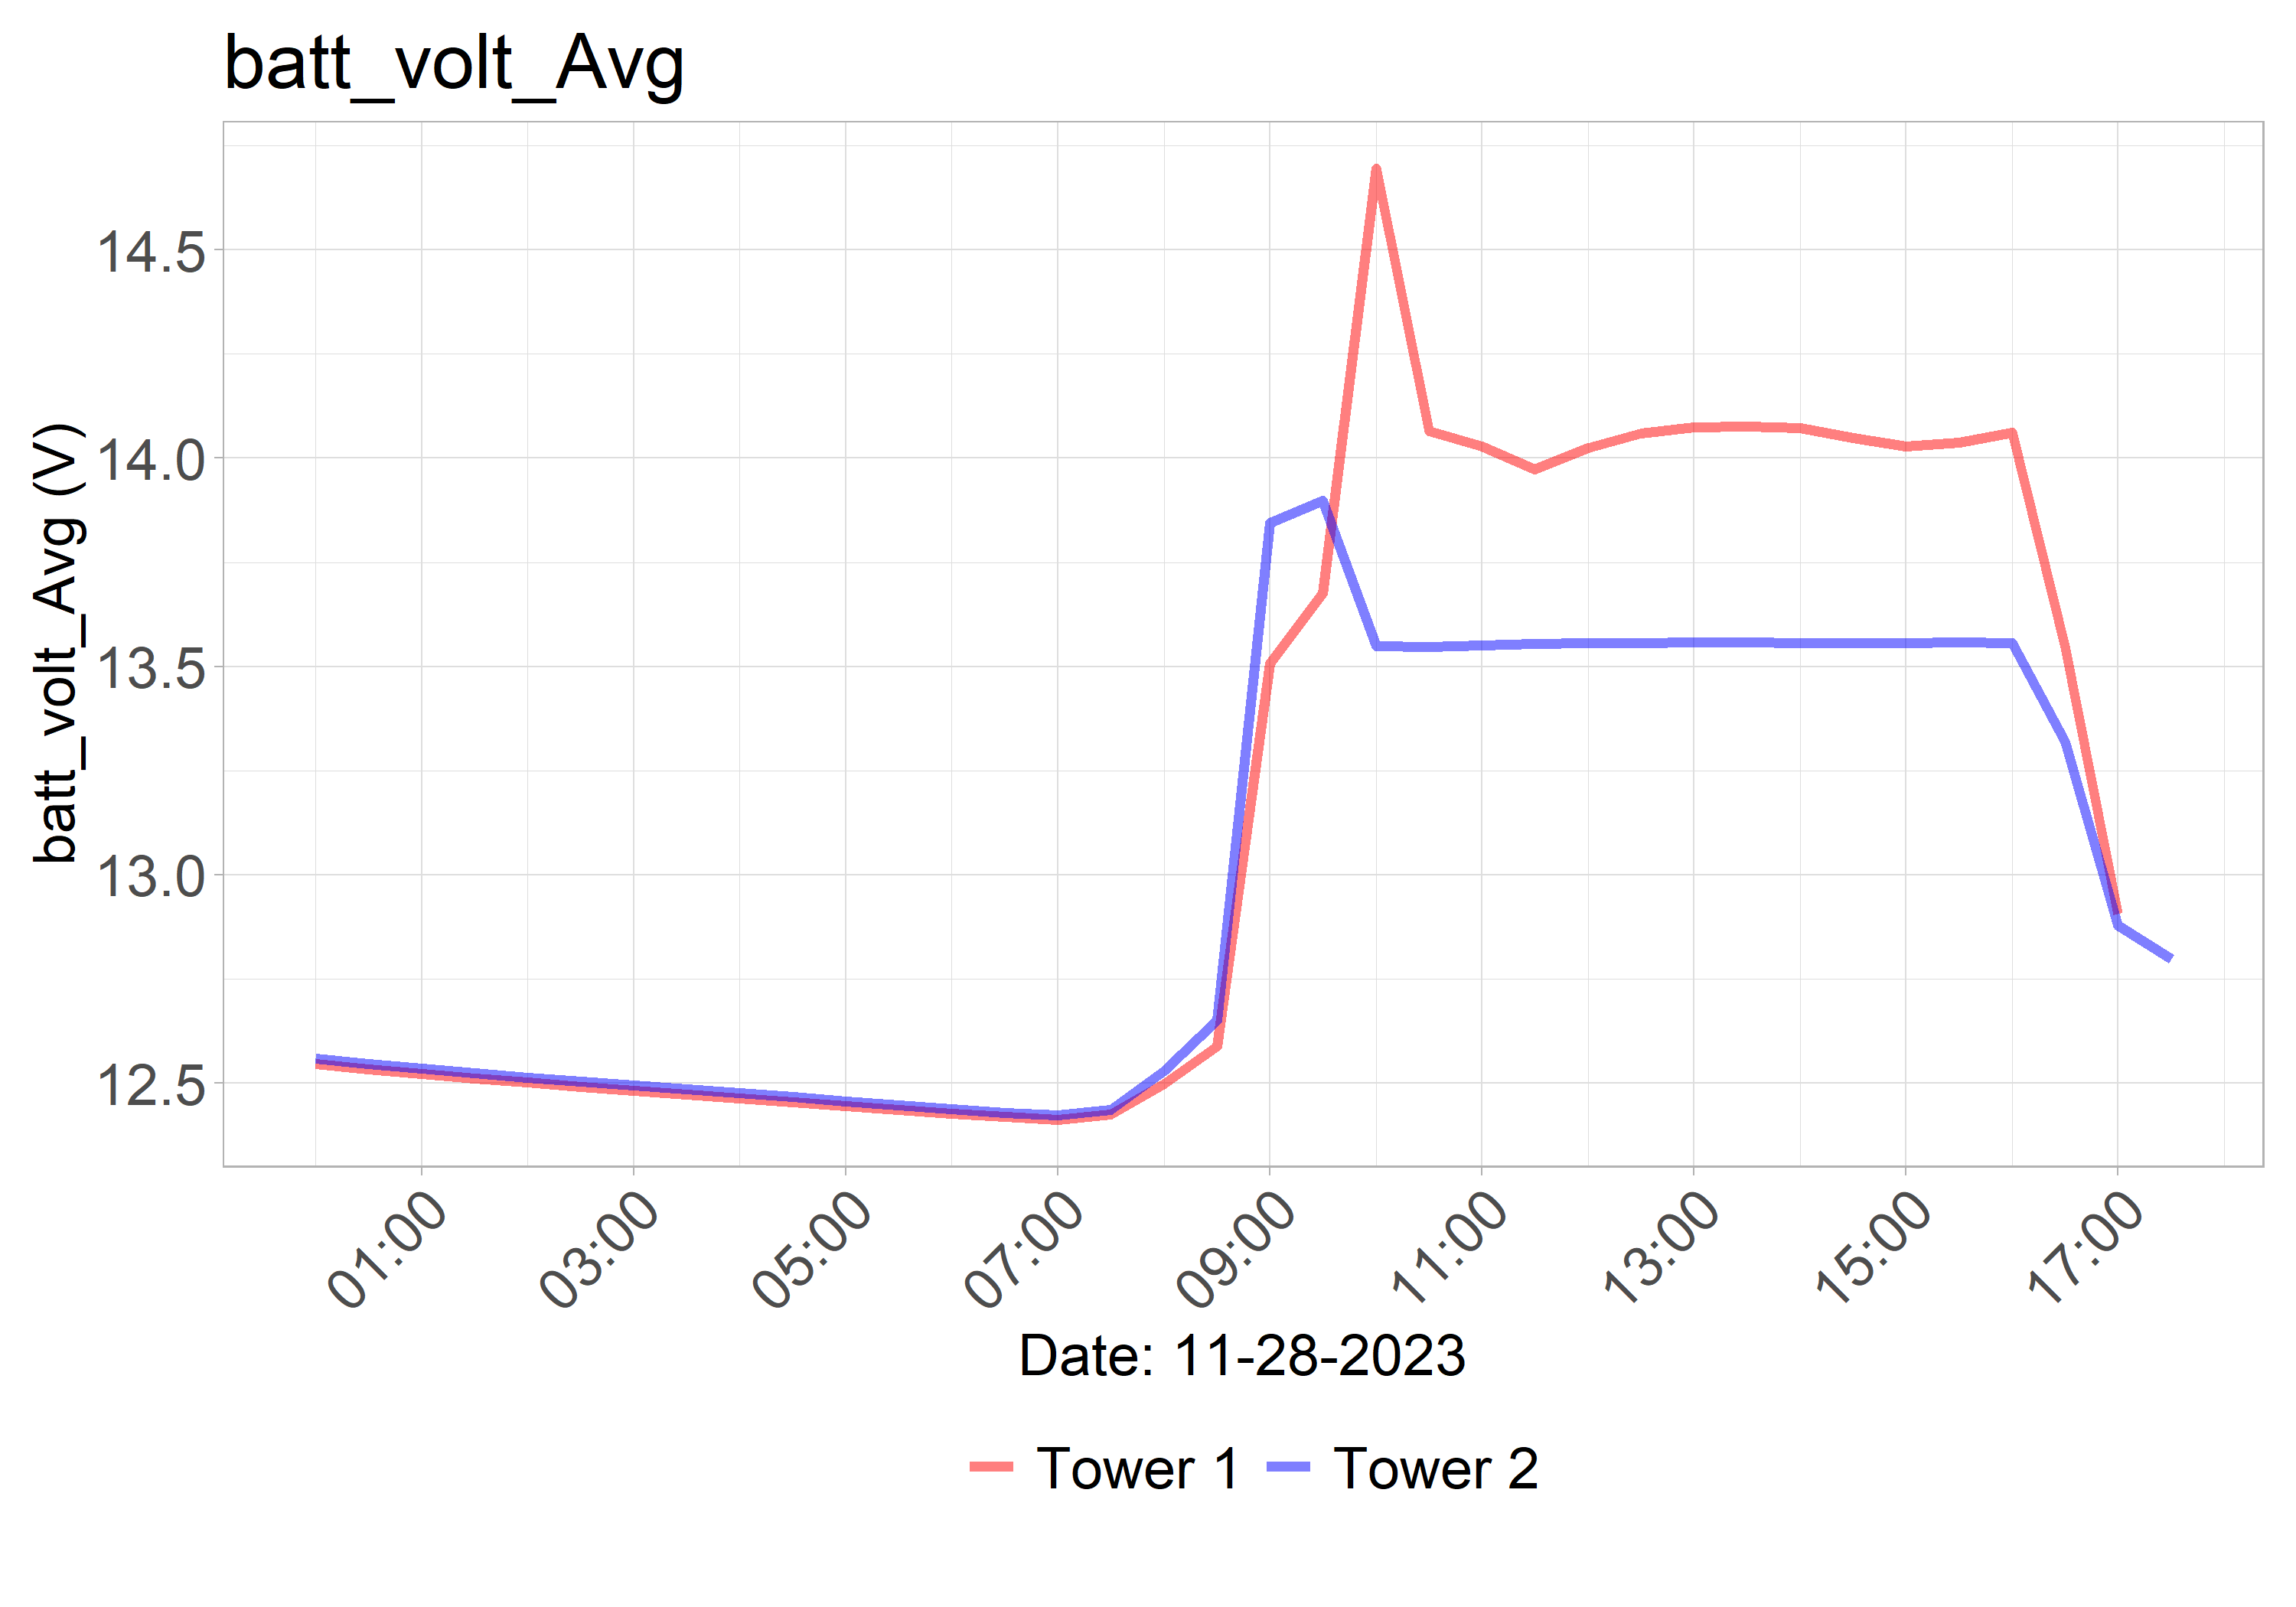 batt_volt_Avg
batt_volt_Avg (V)
14.5
14.0
13.5
13.0
12.5
01:00 03:00 05:00 07:00 09:00 11:00 13:00 15:00 17:00
Date: 11-28-2023
Tower 1 Tower 2